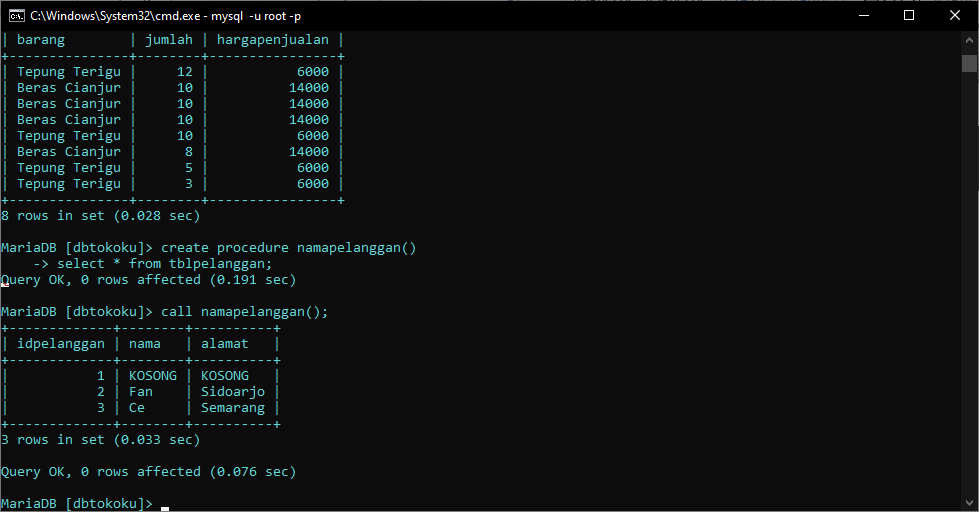 C:\Windows\System32\cmd.exe - mysql -u root -p
| barang        | jumlah | hargapenjualan |
+---------------+--------+----------------+
| Tepung Terigu |     12 |           6000 |
| Beras Cianjur |     10 |          14000 |
| Beras Cianjur |     10 |          14000 |
| Beras Cianjur |     10 |          14000 |
| Tepung Terigu |     10 |           6000 |
| Beras Cianjur |      8 |          14000 |
| Tepung Terigu |      5 |           6000 |
| Tepung Terigu |      3 |           6000 |
+---------------+--------+----------------+
8 rows in set (0.028 sec)
MariaDB [dbtokoku]> create procedure namapelanggan()
    -> select * from tblpelanggan;
Query OK, 0 rows affected (0.191 sec)
MariaDB [dbtokoku]> call namapelanggan();
+-------------+--------+----------+
| idpelanggan | nama   | alamat   |
+-------------+--------+----------+
|           1 | KOSONG | KOSONG   |
|           2 | Fan    | Sidoarjo |
|           3 | Ce     | Semarang |
+-------------+--------+----------+
3 rows in set (0.033 sec)
Query OK, 0 rows affected (0.076 sec)
MariaDB [dbtokoku]>